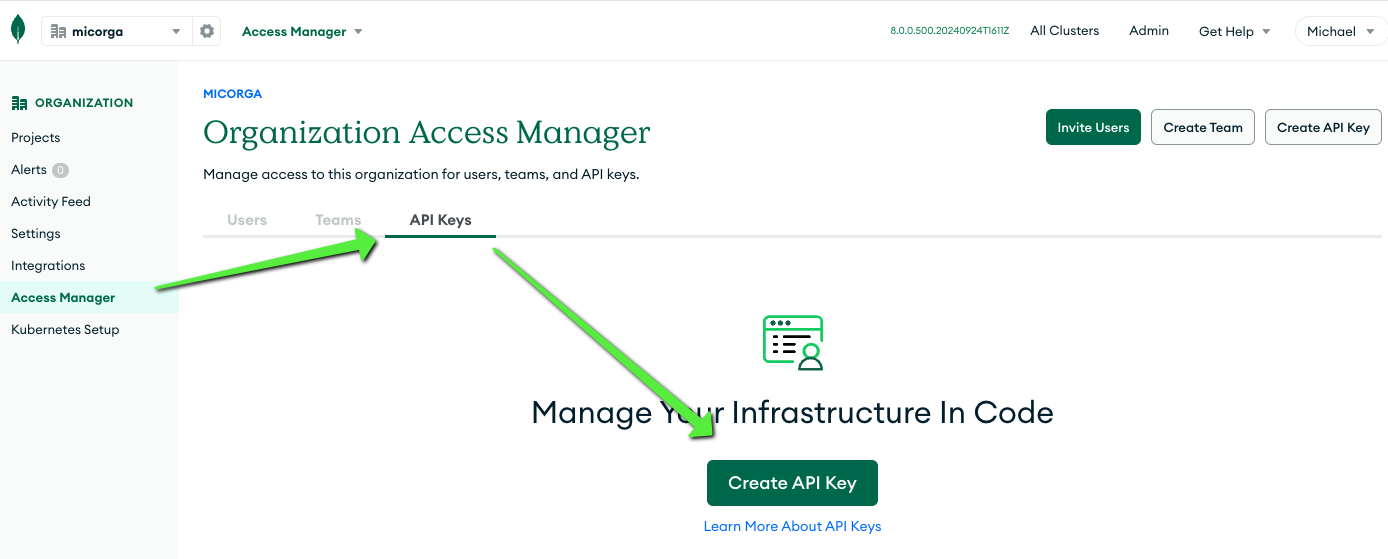 micorga Access Manager 8.0.0.500.20240924T1611Z All Clusters Admin Get Help Michael
ORGANIZATION
Projects
Alerts 0
Activity Feed
Settings
Integrations
Access Manager
Kubernetes Setup
MICORGA
Organization Access Manager
Invite Users Create Team Create API Key
Manage access to this organization for users, teams, and API keys.
Users Teams API Keys
Manage Your Infrastructure In Code
Create API Key
Learn More About API Keys